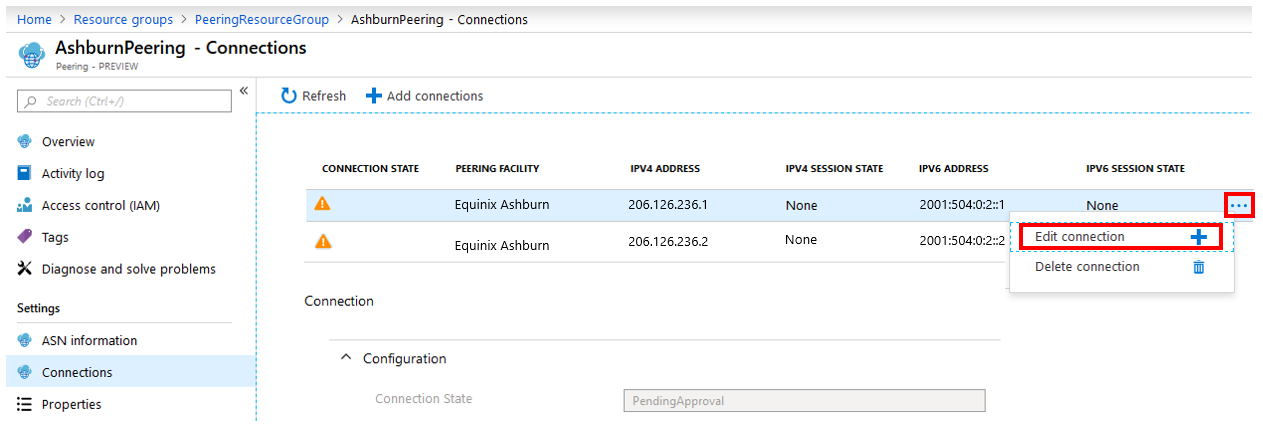 Home > Resource groups > PeeringResourceGroup > AshburnPeering - Connections
AshburnPeering - Connections
Peering - PREVIEW
Search (Ctrl+/)
«
Refresh
Add connections
Overview
Activity log
Access control (IAM)
Tags
Diagnose and solve problems
Settings
ASN information
Connections
Properties
CONNECTION STATE PEERING FACILITY IPV4 ADDRESS IPV4 SESSION STATE IPV6 ADDRESS IPV6 SESSION STATE
Equinix Ashburn 206.126.236.1 None 2001:504:0:2::1 None ...
Equinix Ashburn 206.126.236.2 None 2001:504:0:2::2
Edit connection
Delete connection
Connection
Configuration
Connection State PendingApproval